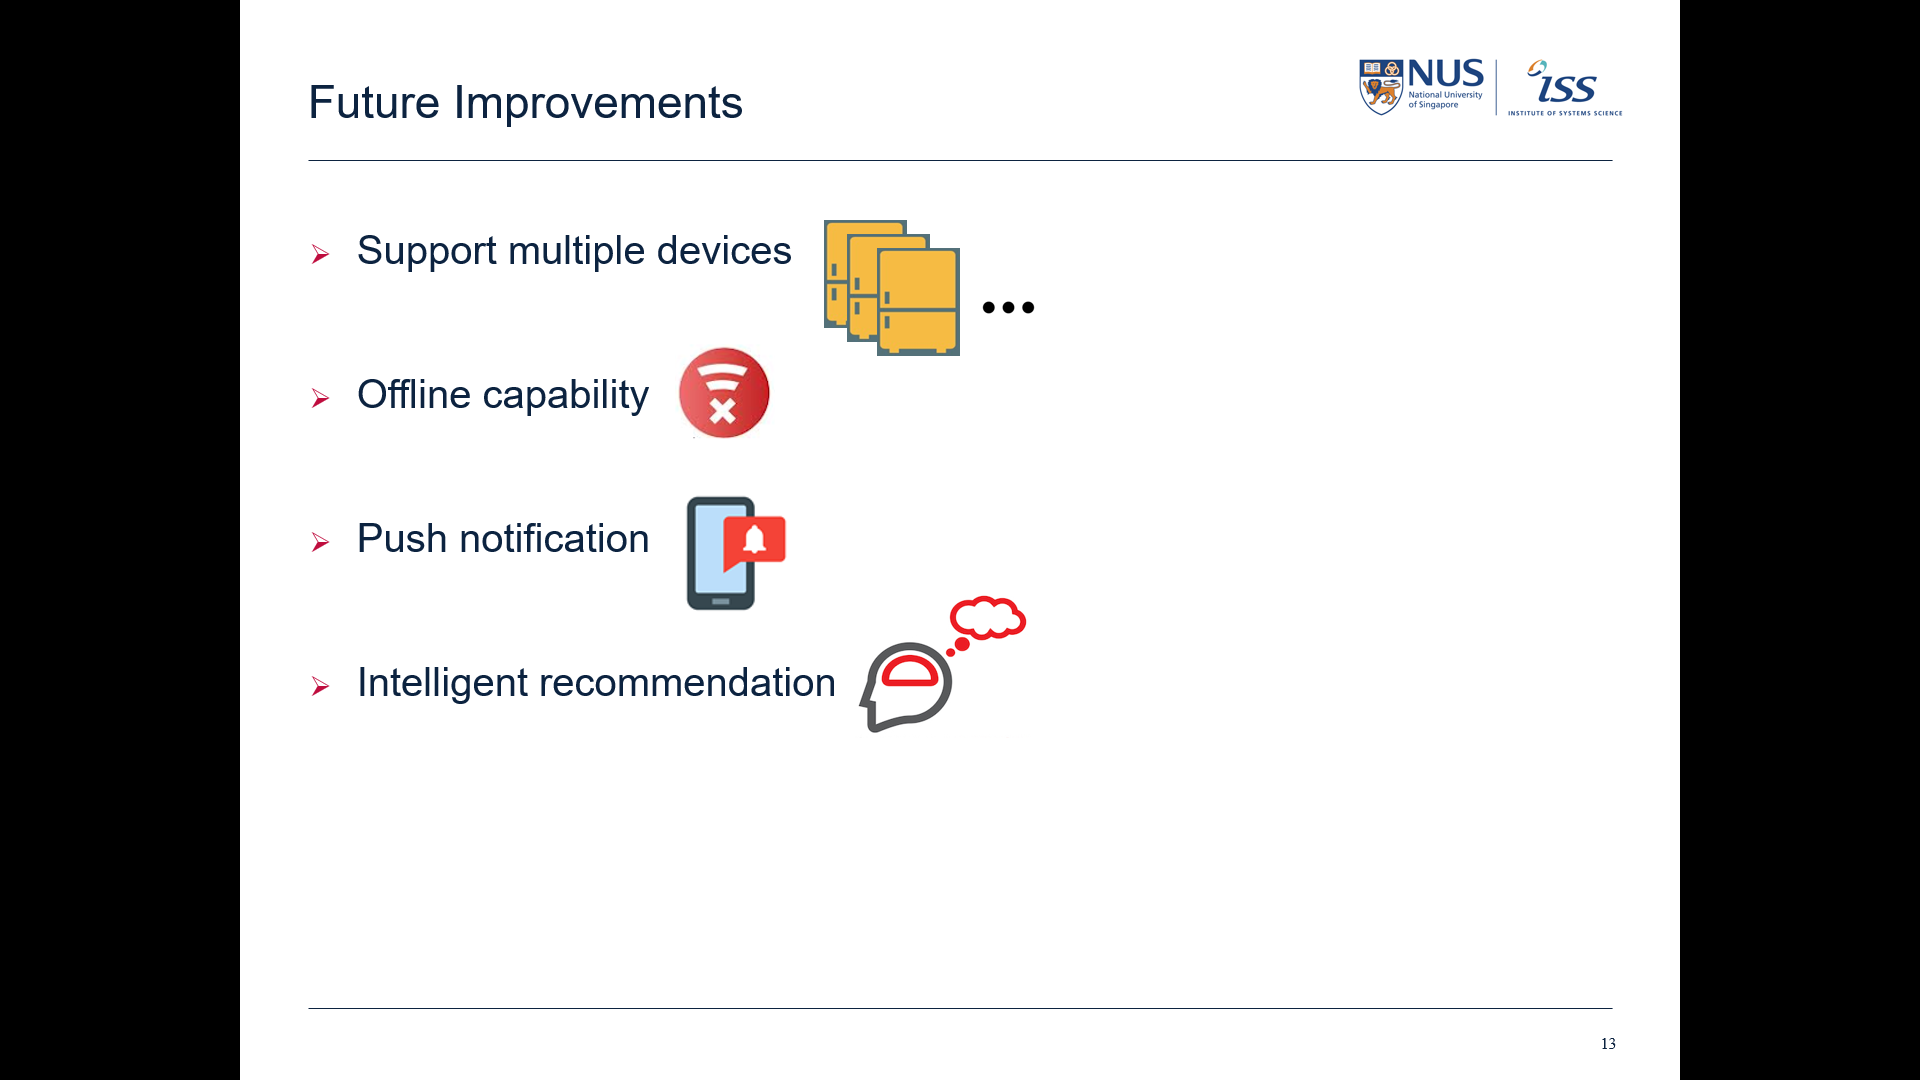 Future Improvements
NUS
National University
of Singapore
iss
INSTITUTE OF SYSTEMS SCIENCE
Support multiple devices
Offline capability
Push notification
Intelligent recommendation
13